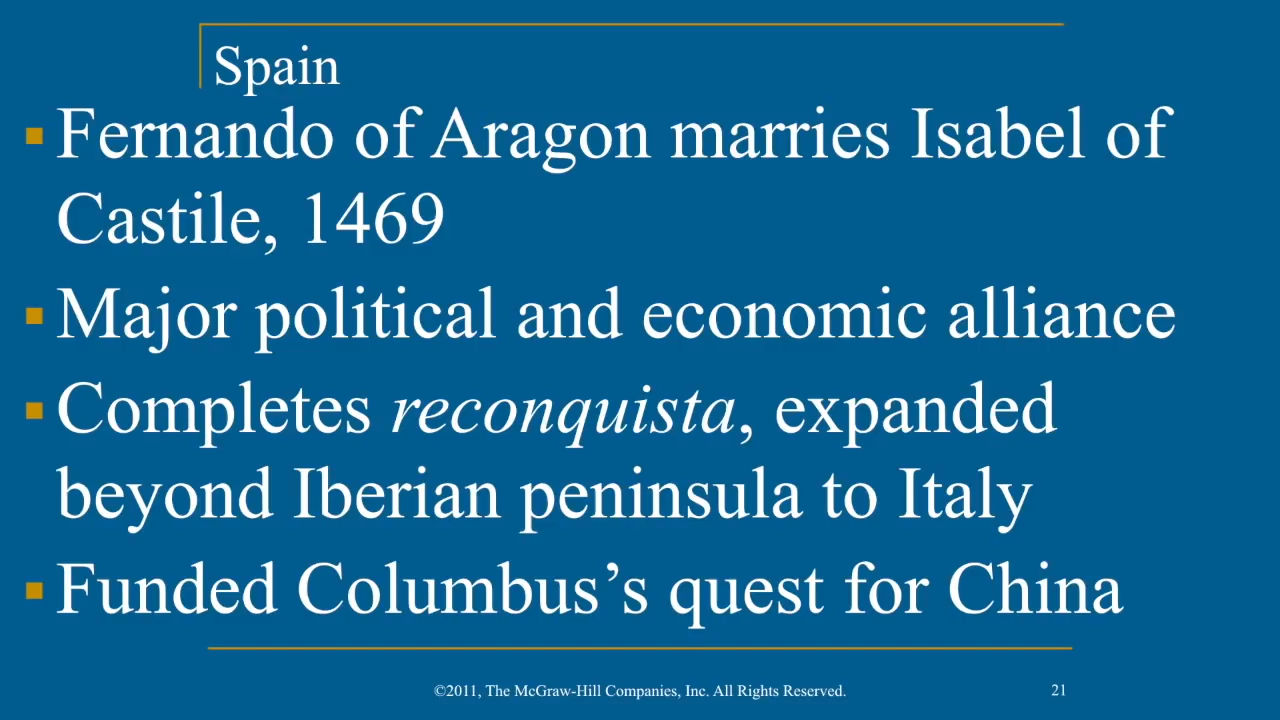 Spain
Fernando of Aragon marries Isabel of
Castile, 1469
Major political and economic alliance
Completes reconquista, expanded
beyond Iberian peninsula to Italy
Funded Columbus’s quest for China
©2011, The McGraw-Hill Companies, Inc. All Rights Reserved.
21